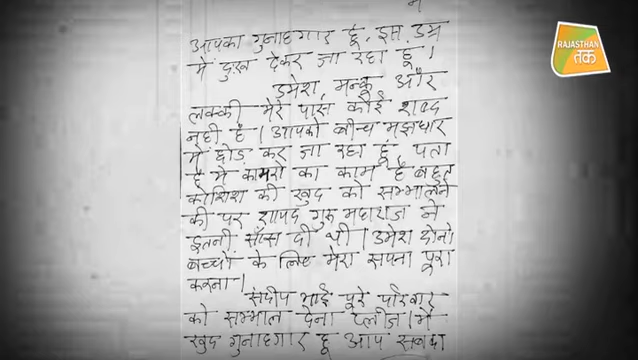 में
आपका गुनाहगार हूं, इस उम्र
में दुःख देकर जा रहा हूं।
उमेश, मन्कू और
लक्की मेरे पास कोई शब्द
नही है। आपको बीच मझधार
में छोड कर जा रहा हूं, पता
है ये कायरो का काम है बहुत
कोशिश की खुद को सम्भालने
की पर शायद गुरु महाराज ने
इतनी सॉस दी थी। उमेश दोनो
बच्चों के लिए मेरा सपना पूरा
करना।
संदीप भाई पूरे परिवार
को सम्भाल देना प्लीज। मैं
खुद गुनाहगार हू आप सबका
RAJASTHAN
तक